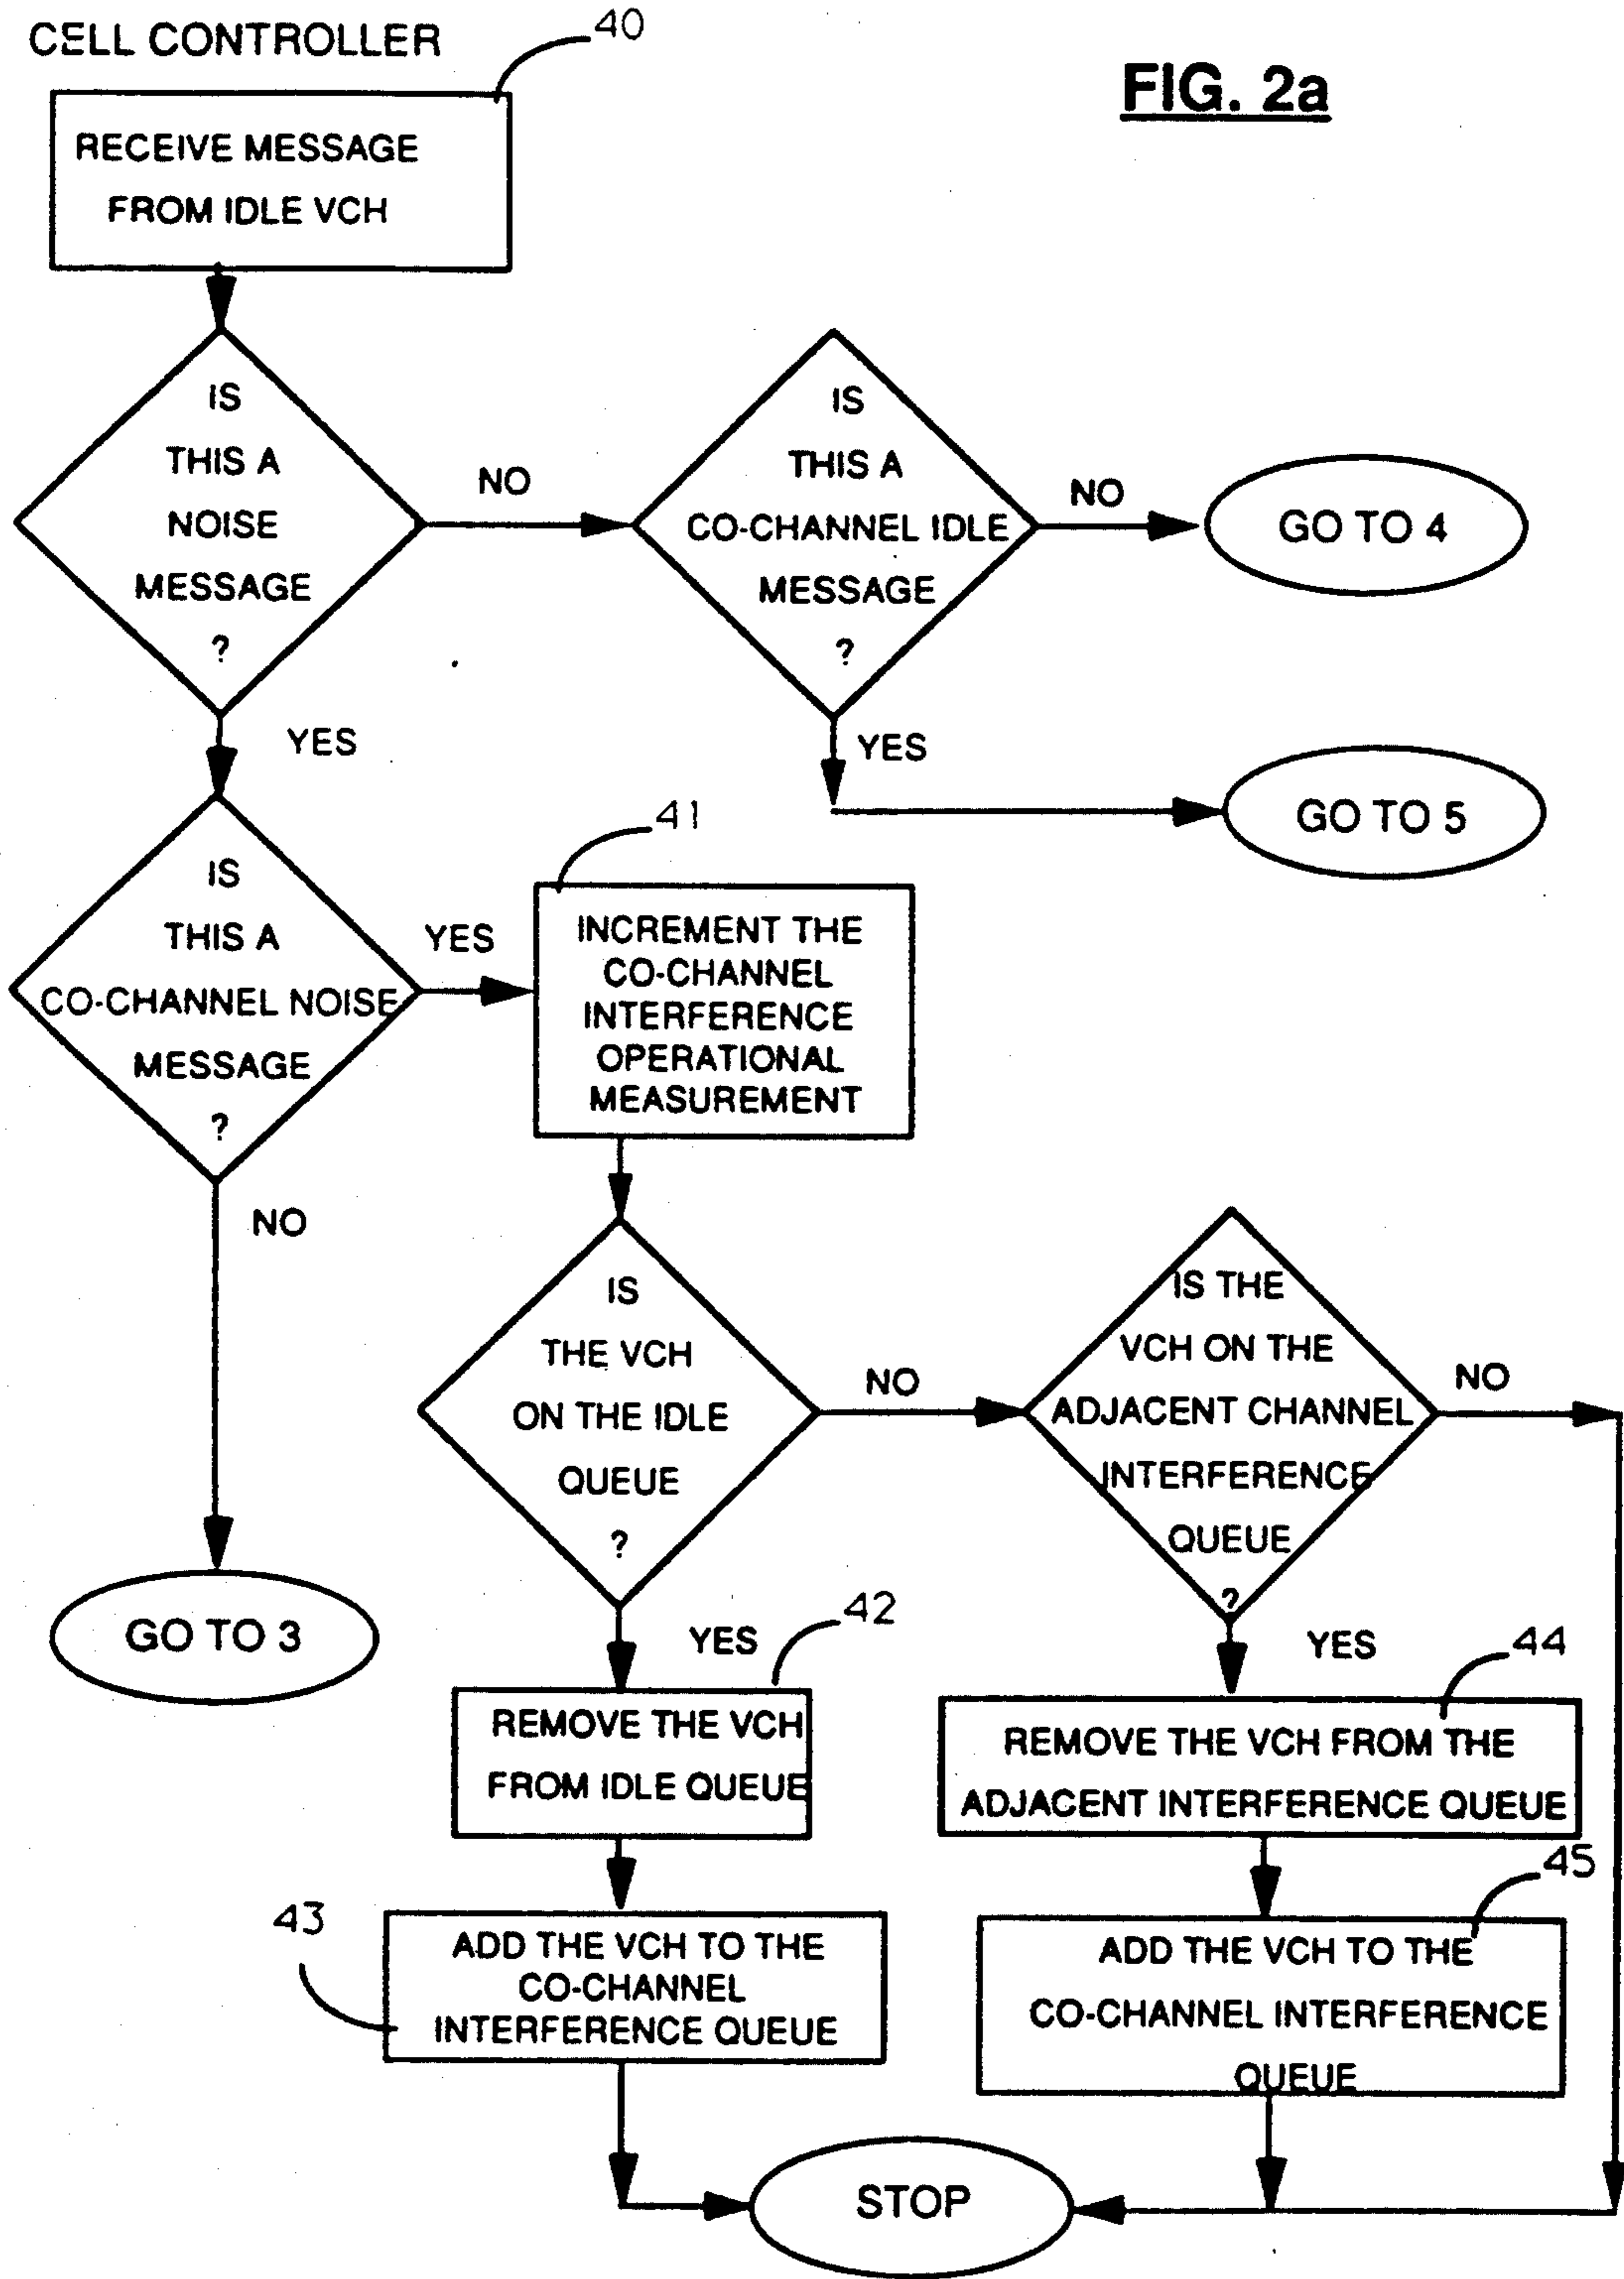 CELL CONTROLLER
40
FIG. 2a
RECEIVE MESSAGE
FROM IDLE VCH
IS
THIS A
NOISE
MESSAGE
?
NO
IS
THIS A
CO-CHANNEL IDLE
MESSAGE
?
NO
GO TO 4
YES
YES
GO TO 5
IS
THIS A
CO-CHANNEL NOISE
MESSAGE
?
YES
41
INCREMENT THE
CO-CHANNEL
INTERFERENCE
OPERATIONAL
MEASUREMENT
NO
GO TO 3
IS
THE VCH
ON THE IDLE
QUEUE
?
NO
IS THE
VCH ON THE
ADJACENT CHANNEL
INTERFERENCE
QUEUE
?
NO
YES
42
REMOVE THE VCH
FROM IDLE QUEUE
YES
44
REMOVE THE VCH FROM THE
ADJACENT INTERFERENCE QUEUE
43
ADD THE VCH TO THE
CO-CHANNEL
INTERFERENCE QUEUE
45
ADD THE VCH TO THE
CO-CHANNEL INTERFERENCE
QUEUE
STOP